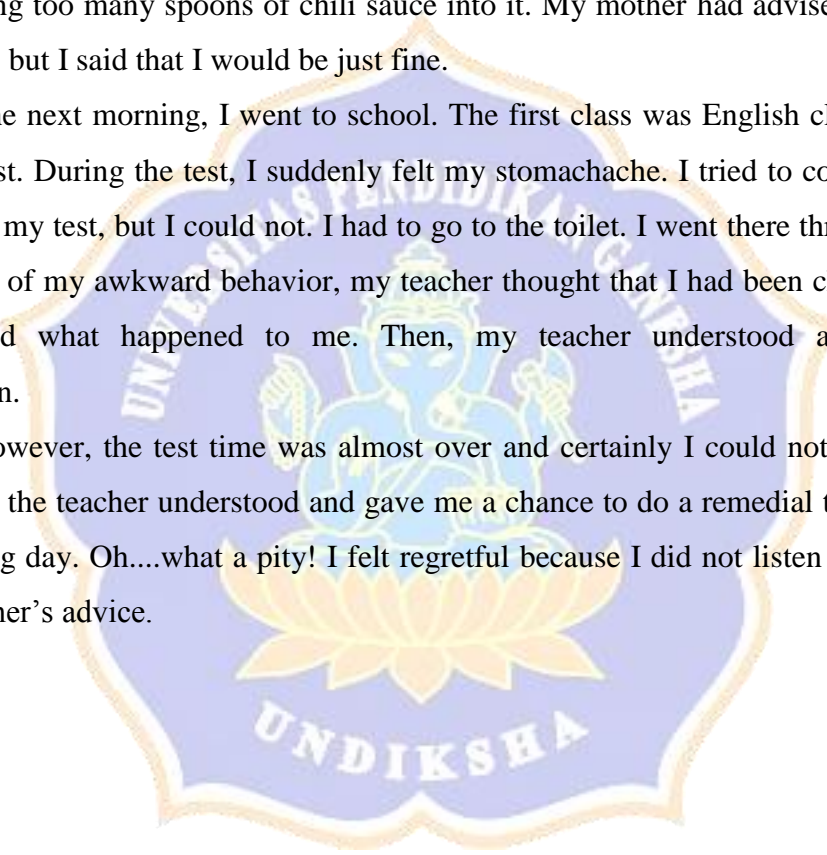 ng too many spoons of chili sauce into it. My mother had advise
but I said that I would be just fine.
ne next morning, I went to school. The first class was English cl
st. During the test, I suddenly felt my stomachache. I tried to co
my test, but I could not. I had to go to the toilet. I went there thr
of my awkward behavior, my teacher thought that I had been c
d what happened to me. Then, my teacher understood a
n.
owever, the test time was almost over and certainly I could not
the teacher understood and gave me a chance to do a remedial t
g day. Oh....what a pity! I felt regretful because I did not listen
ner's advice.
UNIVERSITAS PENDIDIKAN GANESHA
UNDIKSHA